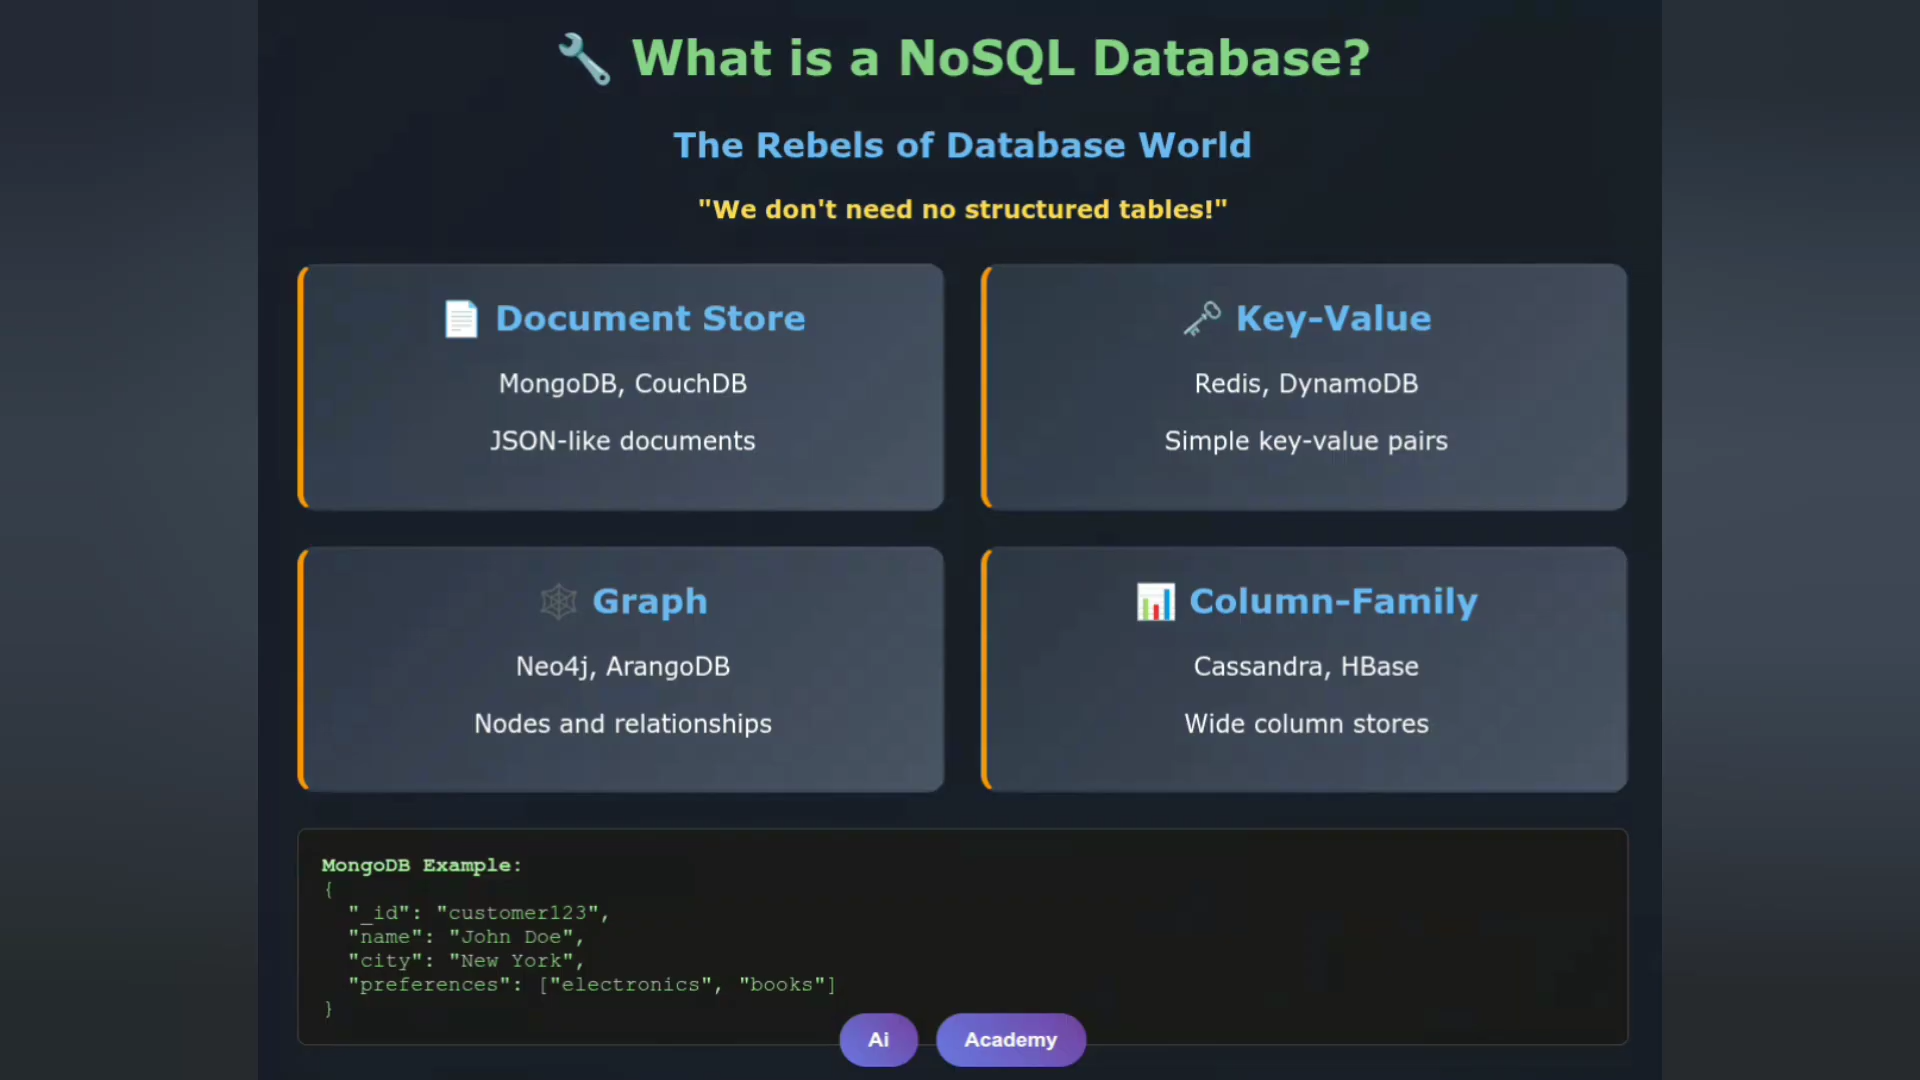 What is a NoSQL Database?
The Rebels of Database World
"We don't need no structured tables!"
Document Store
MongoDB, CouchDB
JSON-like documents
Key-Value
Redis, DynamoDB
Simple key-value pairs
Graph
Neo4j, ArangoDB
Nodes and relationships
Column-Family
Cassandra, HBase
Wide column stores
MongoDB Example:
{
"_id": "customer123",
"name": "John Doe",
"city": "New York",
"preferences": ["electronics", "books"]
}
Ai
Academy